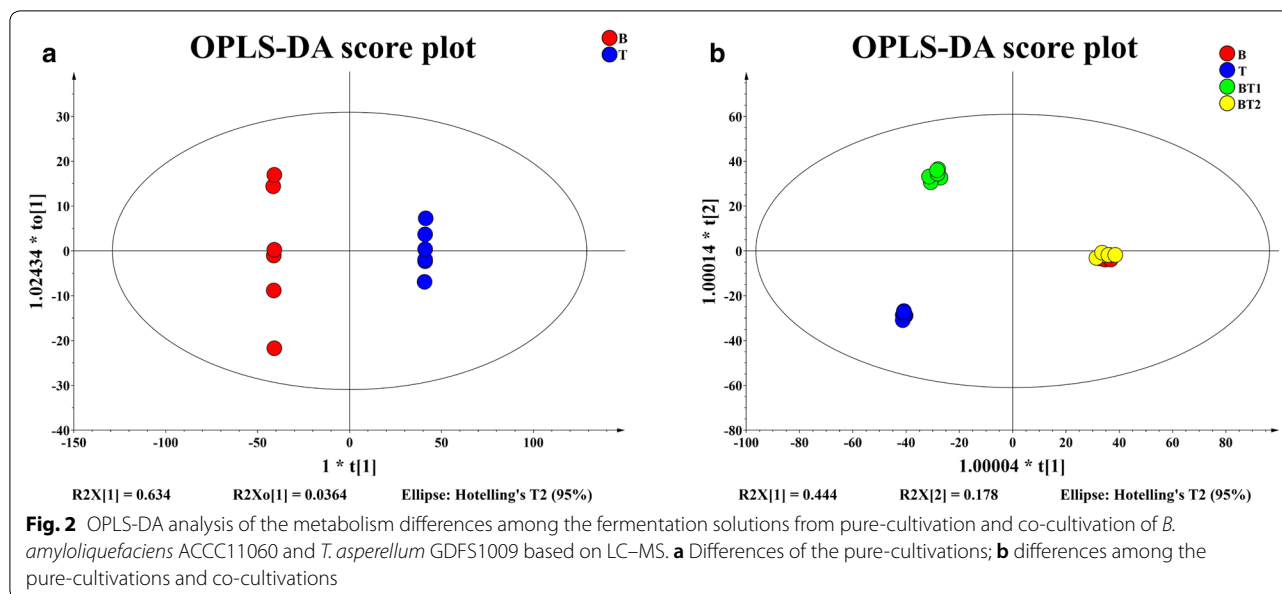 a
OPLS-DA score plot
B
T
30
20
10
0
-10
-20
-30
-40
1.02434 * to[1]
-150
-100
-50
0
50
100
1 * t[1]
R2X[1] = 0.634
R2Xo[1] = 0.0364
Ellipse: Hotelling's T2 (95%)
b
OPLS-DA score plot
B
T
BT1
BT2
60
40
20
0
-20
-40
-60
-80
1.00014 * t[2]
-100
-80
-60
-40
-20
0
20
40
60
80
1.00004 * t[1]
R2X[1] = 0.444
R2X[2] = 0.178
Ellipse: Hotelling's T2 (95%)
Fig. 2 OPLS-DA analysis of the metabolism differences among the fermentation solutions from pure-cultivation and co-cultivation of B.
amyloliquefaciens ACCC11060 and T. asperellum GDFS1009 based on LC–MS. a Differences of the pure-cultivations; b differences among the
pure-cultivations and co-cultivations